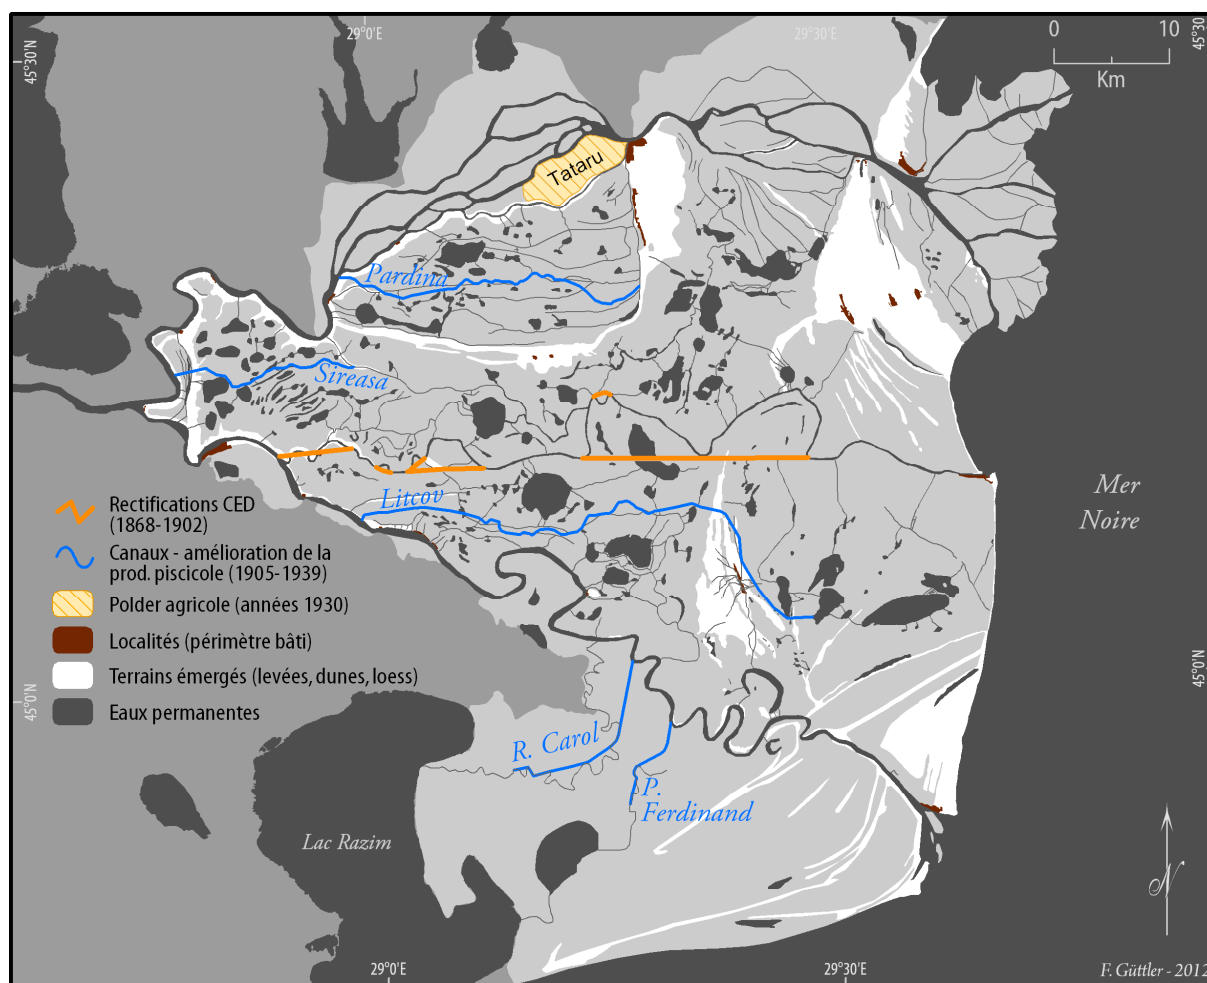 29°0'E
29°30'E
45°30'N
45°30
0 10
Km
Tataru
Pardina
Sireasa
Litcov
Mer
Noire
Rectifications CED
(1868-1902)
Canaux - amélioration de la
prod. piscicole (1905-1939)
Polder agricole (années 1930)
Localités (périmètre bâti)
Terrains émergés (levées, dunes, loess)
Eaux permanentes
45°0'N
45°0'N
R. Carol
P.
Ferdinand
Lac Razim
N
29°0'E
29°30'E
F. Güttler - 2012